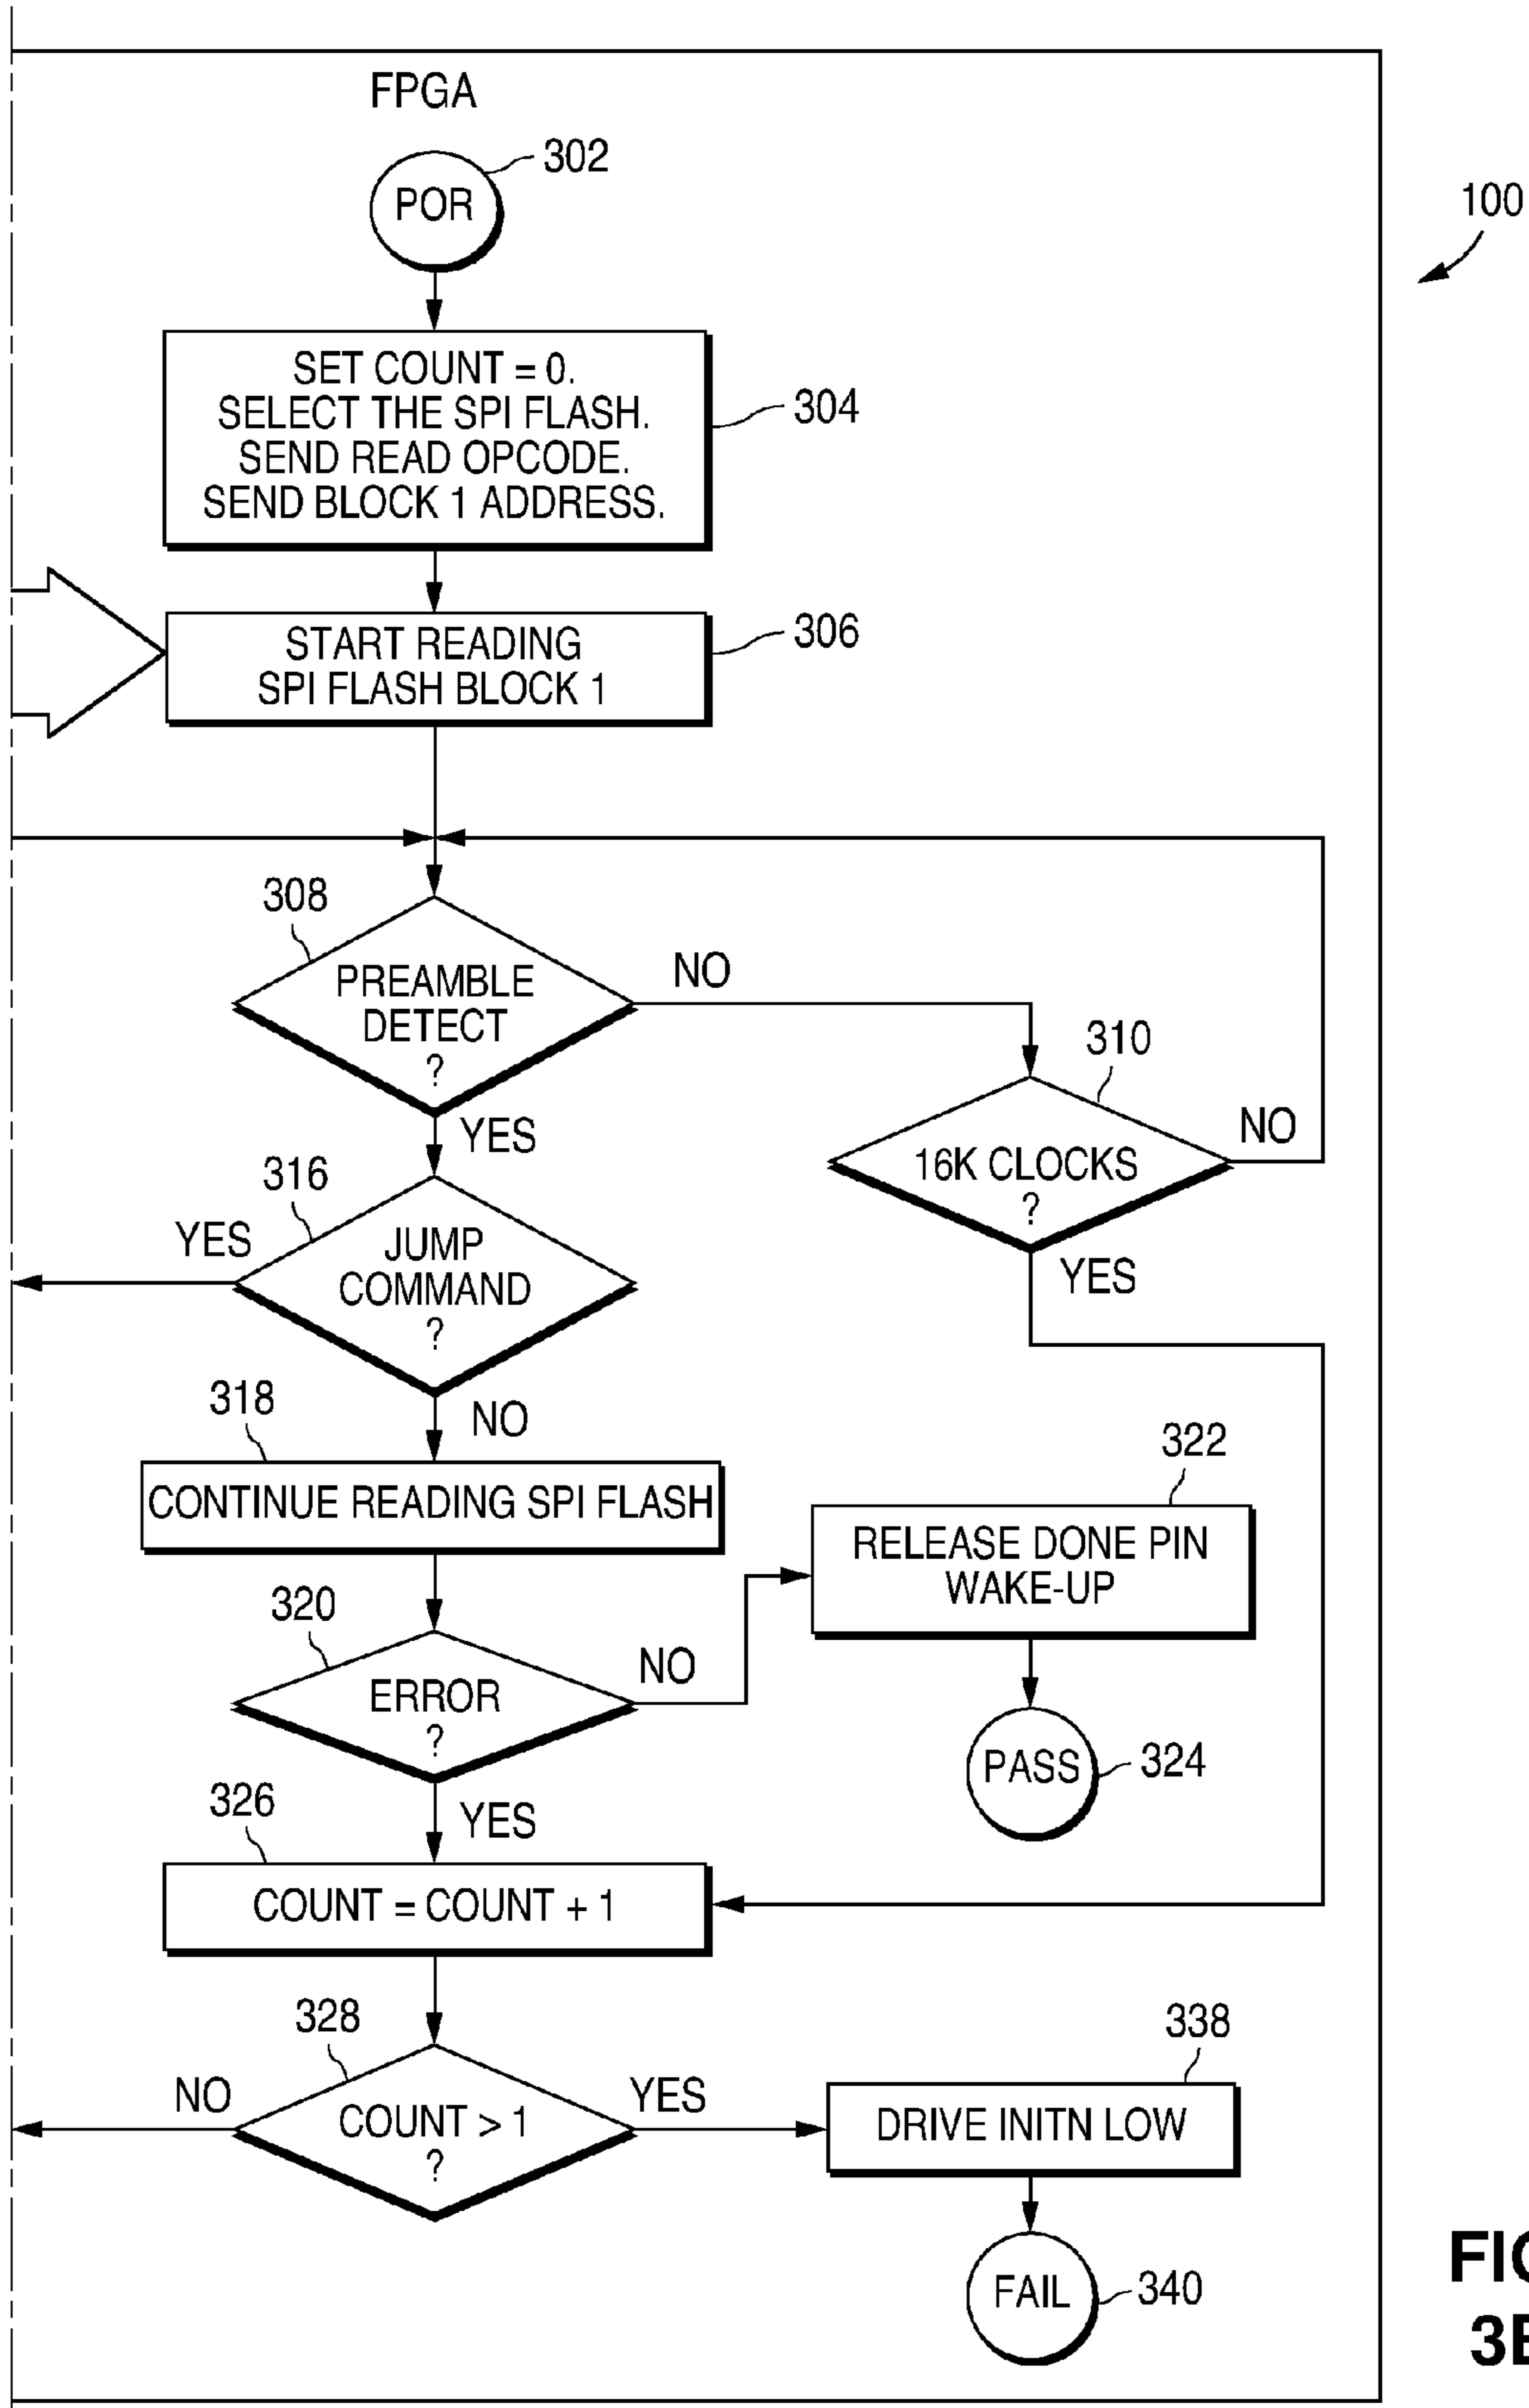 FPGA
302
POR
100
SET COUNT = 0.
SELECT THE SPI FLASH.
SEND READ OPCODE.
SEND BLOCK 1 ADDRESS.
304
START READING
SPI FLASH BLOCK 1
306
308
PREAMBLE
DETECT
?
NO
YES
310
16K CLOCKS
?
NO
YES
316
JUMP
COMMAND
?
YES
NO
318
CONTINUE READING SPI FLASH
322
RELEASE DONE PIN
WAKE-UP
320
ERROR
?
NO
YES
PASS
324
326
COUNT = COUNT + 1
328
COUNT > 1
?
NO
YES
338
DRIVE INITN LOW
FAIL
340